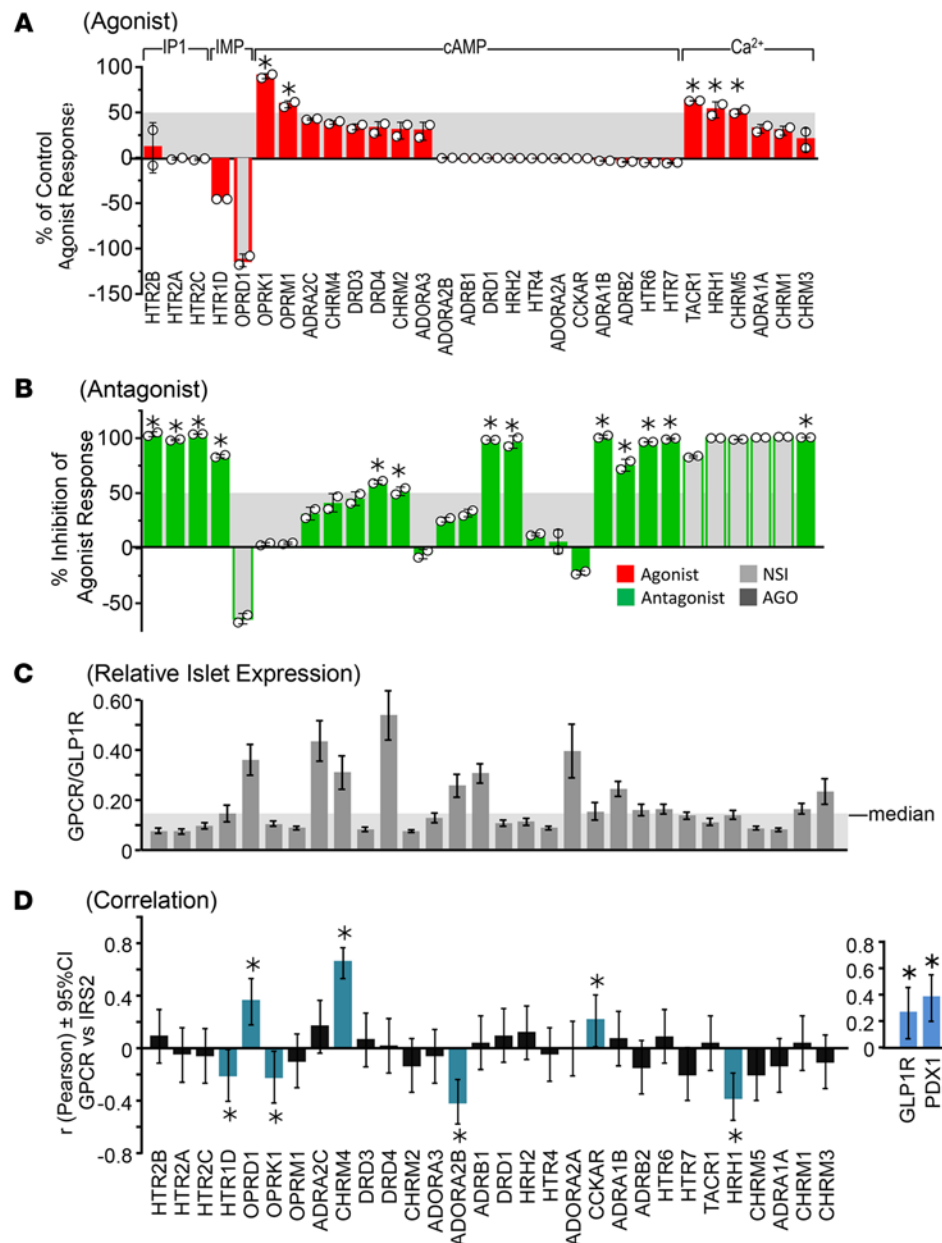 A (Agonist)
IP1 IMP cAMP Ca²⁺
% of Control
Agonist Response
100
50
0
-50
-100
-150
* * * * *
HTR2B HTR2A HTR2C HTR1D OPRD1 OPRK1 OPRM1 ADRA2C CHRM4 DRD3 DRD4 CHRM2 ADORA3 ADORA2B ADRB1 DRD1 HRH2 HTR4 ADORA2A CCKAR ADRA1B ADRB2 HTR6 HTR7 TACR1 HRH1 CHRM5 ADRA1A CHRM1 CHRM3
B (Antagonist)
% Inhibition of
Agonist Response
100
50
0
-50
* * * * * * * * * * * * *
Agonist NSI
Antagonist AGO
C (Relative Islet Expression)
GPCR/GLP1R
0.60
0.40
0.20
0
median
D (Correlation)
r (Pearson) ± 95%CI
GPCR vs IRS2
0.8
0.4
0
-0.4
-0.8
* * * * * * *
HTR2B HTR2A HTR2C HTR1D OPRD1 OPRK1 OPRM1 ADRA2C CHRM4 DRD3 DRD4 CHRM2 ADORA3 ADORA2B ADRB1 DRD1 HRH2 HTR4 ADORA2A CCKAR ADRA1B ADRB2 HTR6 HTR7 TACR1 HRH1 CHRM5 ADRA1A CHRM1 CHRM3
0.8
0.6
0.4
0.2
0
* *
GLP1R PDX1